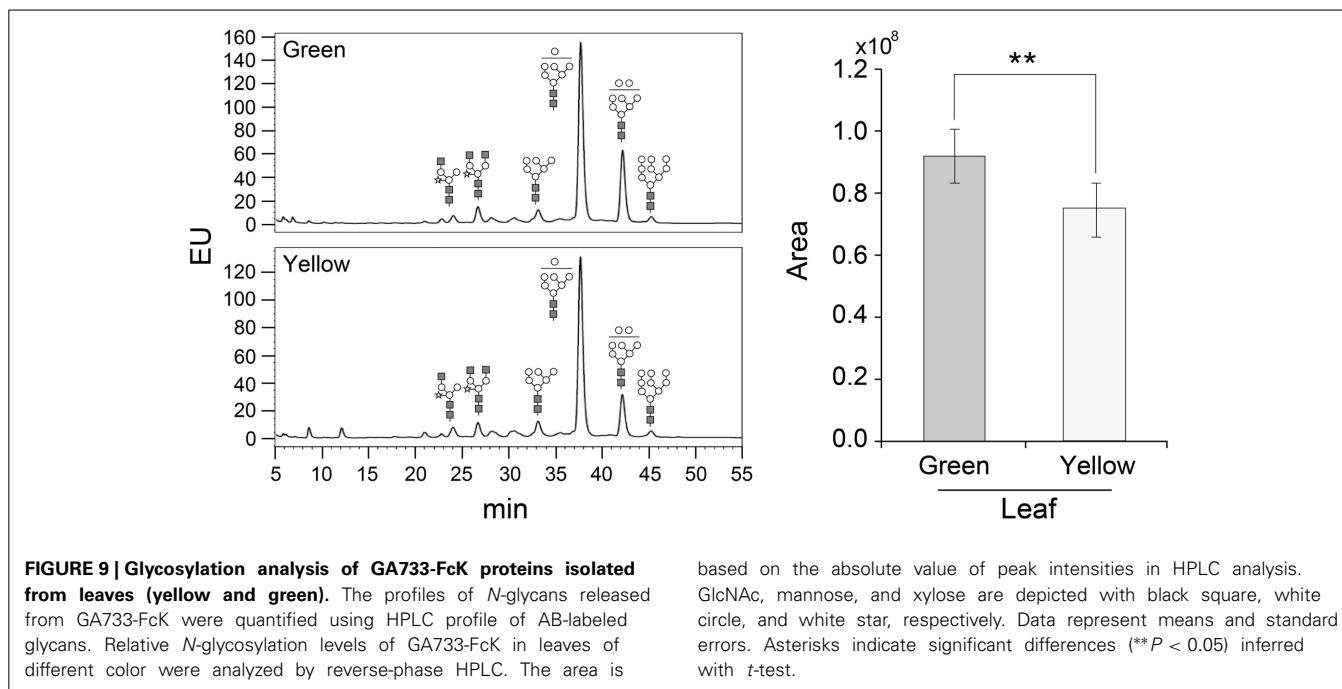 160
140
120
100
80
60
40
20
0
Green
120
100
80
60
40
20
0
Yellow
EU
5 10 15 20 25 30 35 40 45 50 55
min
x10⁸
1.2
1.0
0.8
0.6
0.4
0.2
0.0
Area
**
Green Yellow
Leaf
FIGURE 9 | Glycosylation analysis of GA733-FcK proteins isolated
from leaves (yellow and green). The profiles of N-glycans released
from GA733-FcK were quantified using HPLC profile of AB-labeled
glycans. Relative N-glycosylation levels of GA733-FcK in leaves of
different color were analyzed by reverse-phase HPLC. The area is
based on the absolute value of peak intensities in HPLC analysis.
GlcNAc, mannose, and xylose are depicted with black square, white
circle, and white star, respectively. Data represent means and standard
errors. Asterisks indicate significant differences (**P < 0.05) inferred
with t-test.